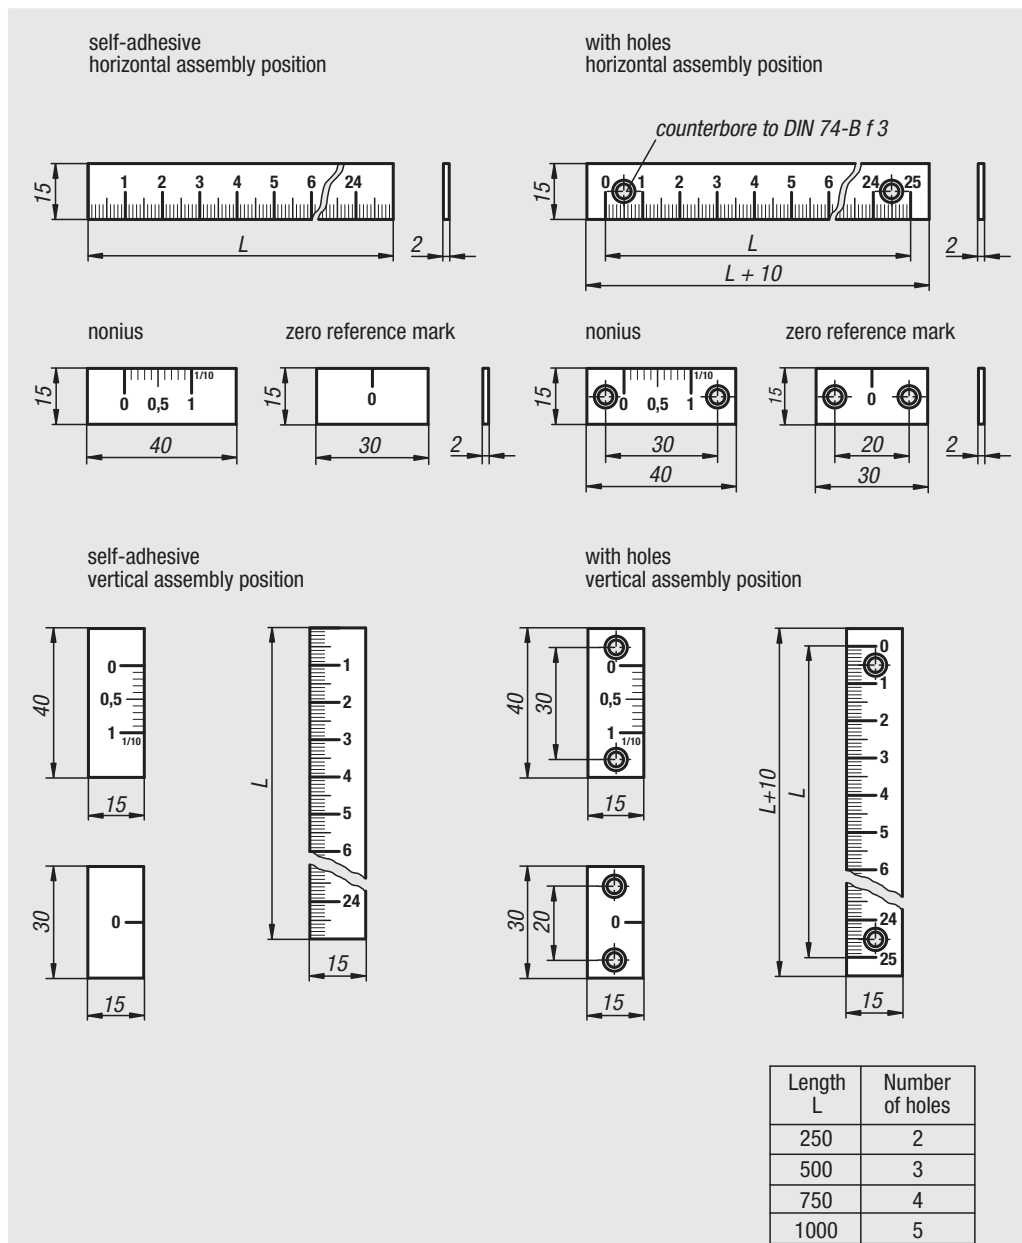 self-adhesive
horizontal assembly position
with holes
horizontal assembly position
counterbore to DIN 74-B f 3
15
1 2 3 4 5 6 24
L
2
15
0 1 2 3 4 5 6 24 25
L
L + 10
2
nonius
zero reference mark
nonius
zero reference mark
15
1/10
0 0,5 1
40
15
0
30
2
15
1/10
0 0,5 1
30
40
15
0
20
30
2
self-adhesive
vertical assembly position
with holes
vertical assembly position
40
0
0,5
1
1/10
15
L
1
2
3
4
5
6
24
15
30
0
15
40
30
0
0,5
1
1/10
15
30
20
0
15
L+10
L
0
1
2
3
4
5
6
24
25
15
Length Number
L of holes
250 2
500 3
750 4
1000 5